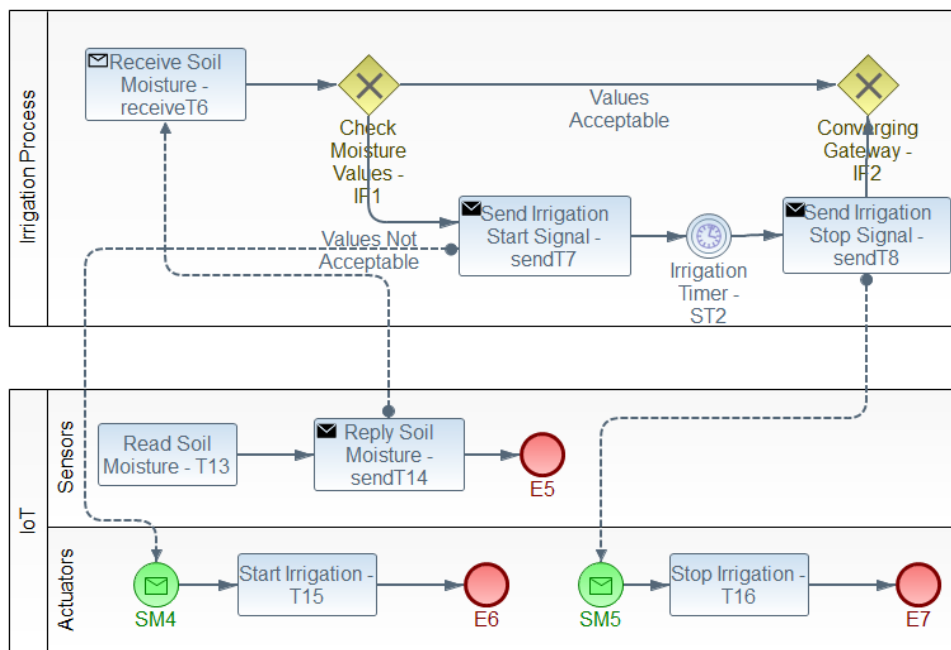 Irrigation Process
Receive Soil
Moisture -
receiveT6
Check
Moisture
Values -
IF1
Values
Acceptable
Converging
Gateway -
IF2
Values Not
Acceptable
Send Irrigation
Start Signal -
sendT7
Irrigation
Timer -
ST2
Send Irrigation
Stop Signal -
sendT8
IoT
Sensors
Read Soil
Moisture - T13
Reply Soil
Moisture -
sendT14
E5
Actuators
SM4
Start Irrigation -
T15
E6
SM5
Stop Irrigation -
T16
E7